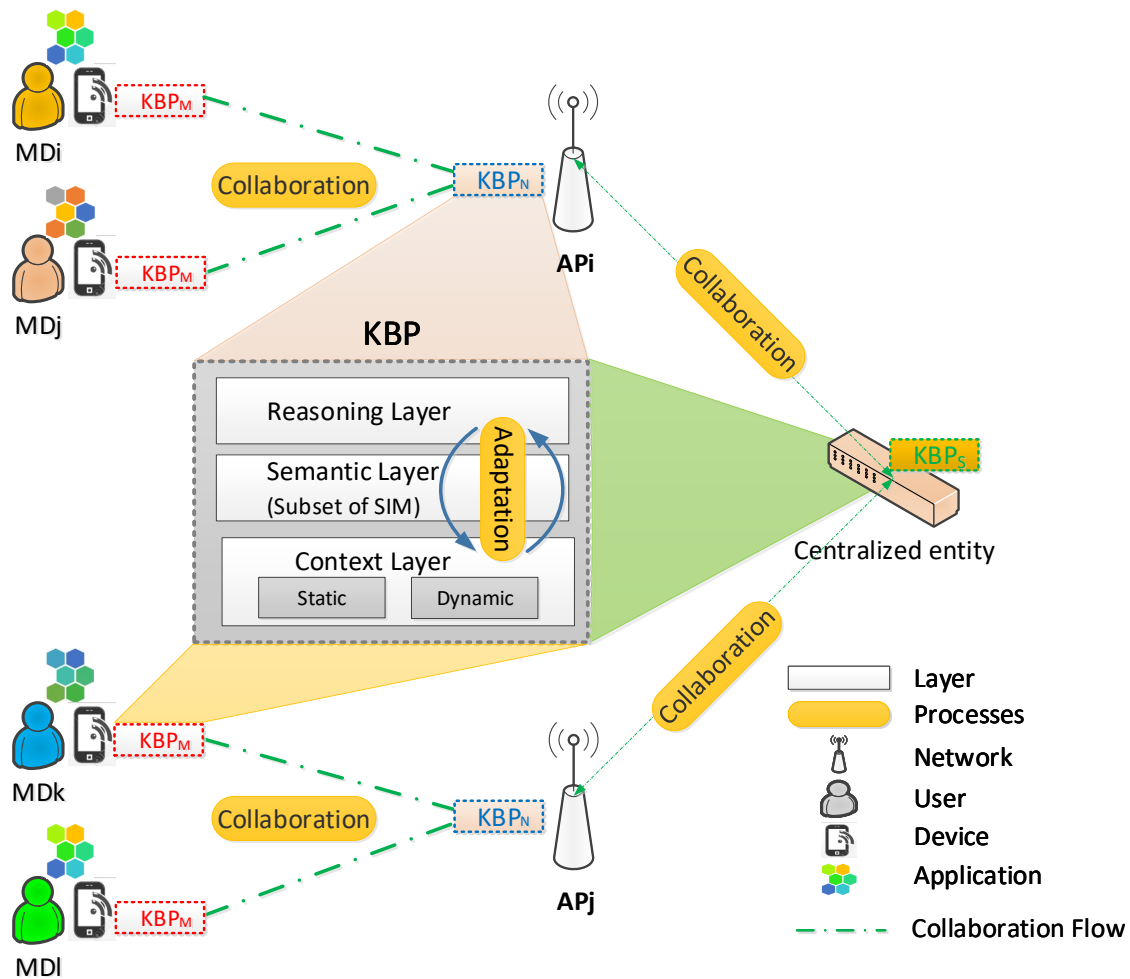 KBPM
MDi
Collaboration
KBPN
KBPM
MDj
APi
Collaboration
KBP
Reasoning Layer
Semantic Layer
(Subset of SIM)
Adaptation
Context Layer
Static
Dynamic
KBPS
Centralized entity
Collaboration
KBPM
MDk
Collaboration
KBPN
KBPM
MDl
APj
Layer
Processes
Network
User
Device
Application
Collaboration Flow